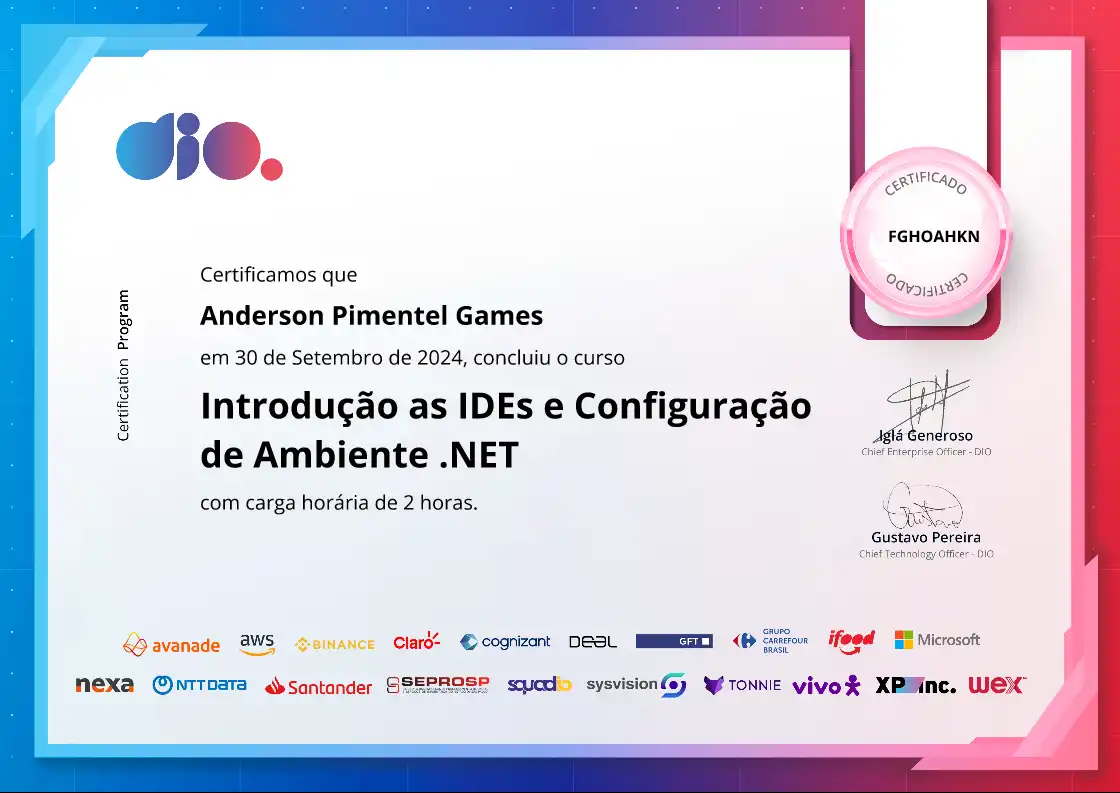 dio.
CERTIFICADO
FGHOAHKN
CERTIFICADO
Certification Program
Certificamos que
Anderson Pimentel Games
em 30 de Setembro de 2024, concluiu o curso
Introdução as IDEs e Configuração
de Ambiente .NET
com carga horária de 2 horas.
Iglá Generoso
Chief Enterprise Officer - DIO
Gustavo Pereira
Chief Technology Officer - DIO
avanade aws BINANCE Claro cognizant DEAL GFT GRUPO CARREFOUR BRASIL ifood Microsoft
nexa NTT DATA Santander SEPROSP squadio sysvision TONNIE vivo XP inc. wex